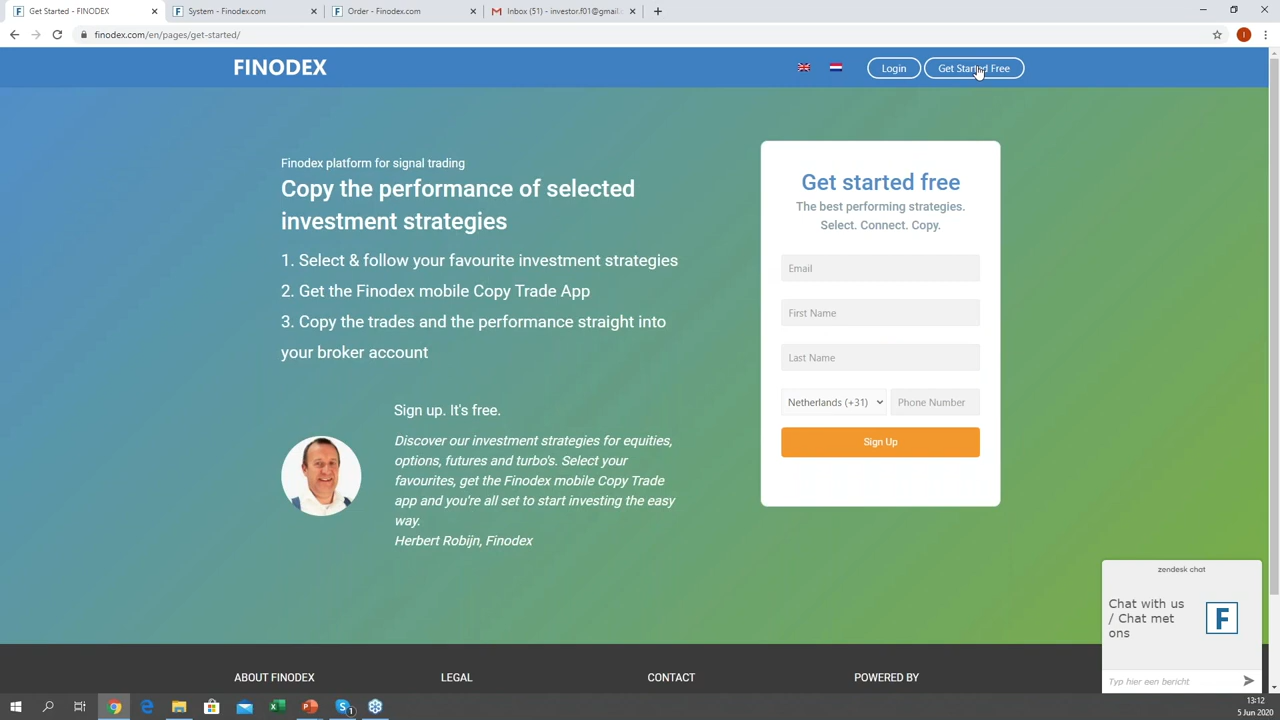 Get Started - FINODEX
System - Finodex.com
Order - Finodex.com
Inbox (51) - investor.f01@gmail.c
finodex.com/en/pages/get-started/
I
FINODEX
Login
Get Started Free
Finodex platform for signal trading
Copy the performance of selected
investment strategies
1. Select & follow your favourite investment strategies
2. Get the Finodex mobile Copy Trade App
3. Copy the trades and the performance straight into
your broker account
Sign up. It's free.
Discover our investment strategies for equities,
options, futures and turbo's. Select your
favourites, get the Finodex mobile Copy Trade
app and you're all set to start investing the easy
way.
Herbert Robijn, Finodex
Get started free
The best performing strategies.
Select. Connect. Copy.
Email
First Name
Last Name
Netherlands (+31)
Phone Number
Sign Up
zendesk chat
Chat with us
/ Chat met
ons
F
Typ hier een bericht
ABOUT FINODEX
LEGAL
CONTACT
POWERED BY
13:12
5 Jun 2020